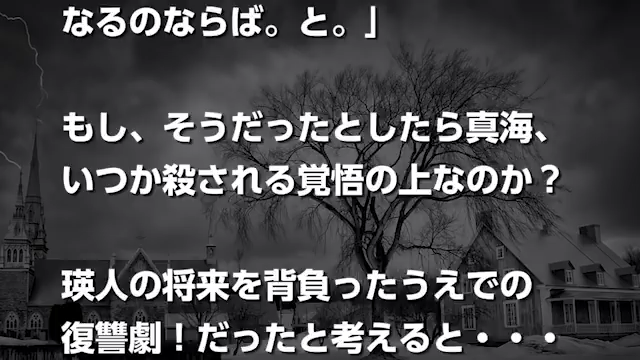 なるのならば。と。」
もし、そうだったとしたら真海、
いつか殺される覚悟の上なのか？
瑛人の将来を背負ったうえでの
復讐劇！だったと考えると・・・